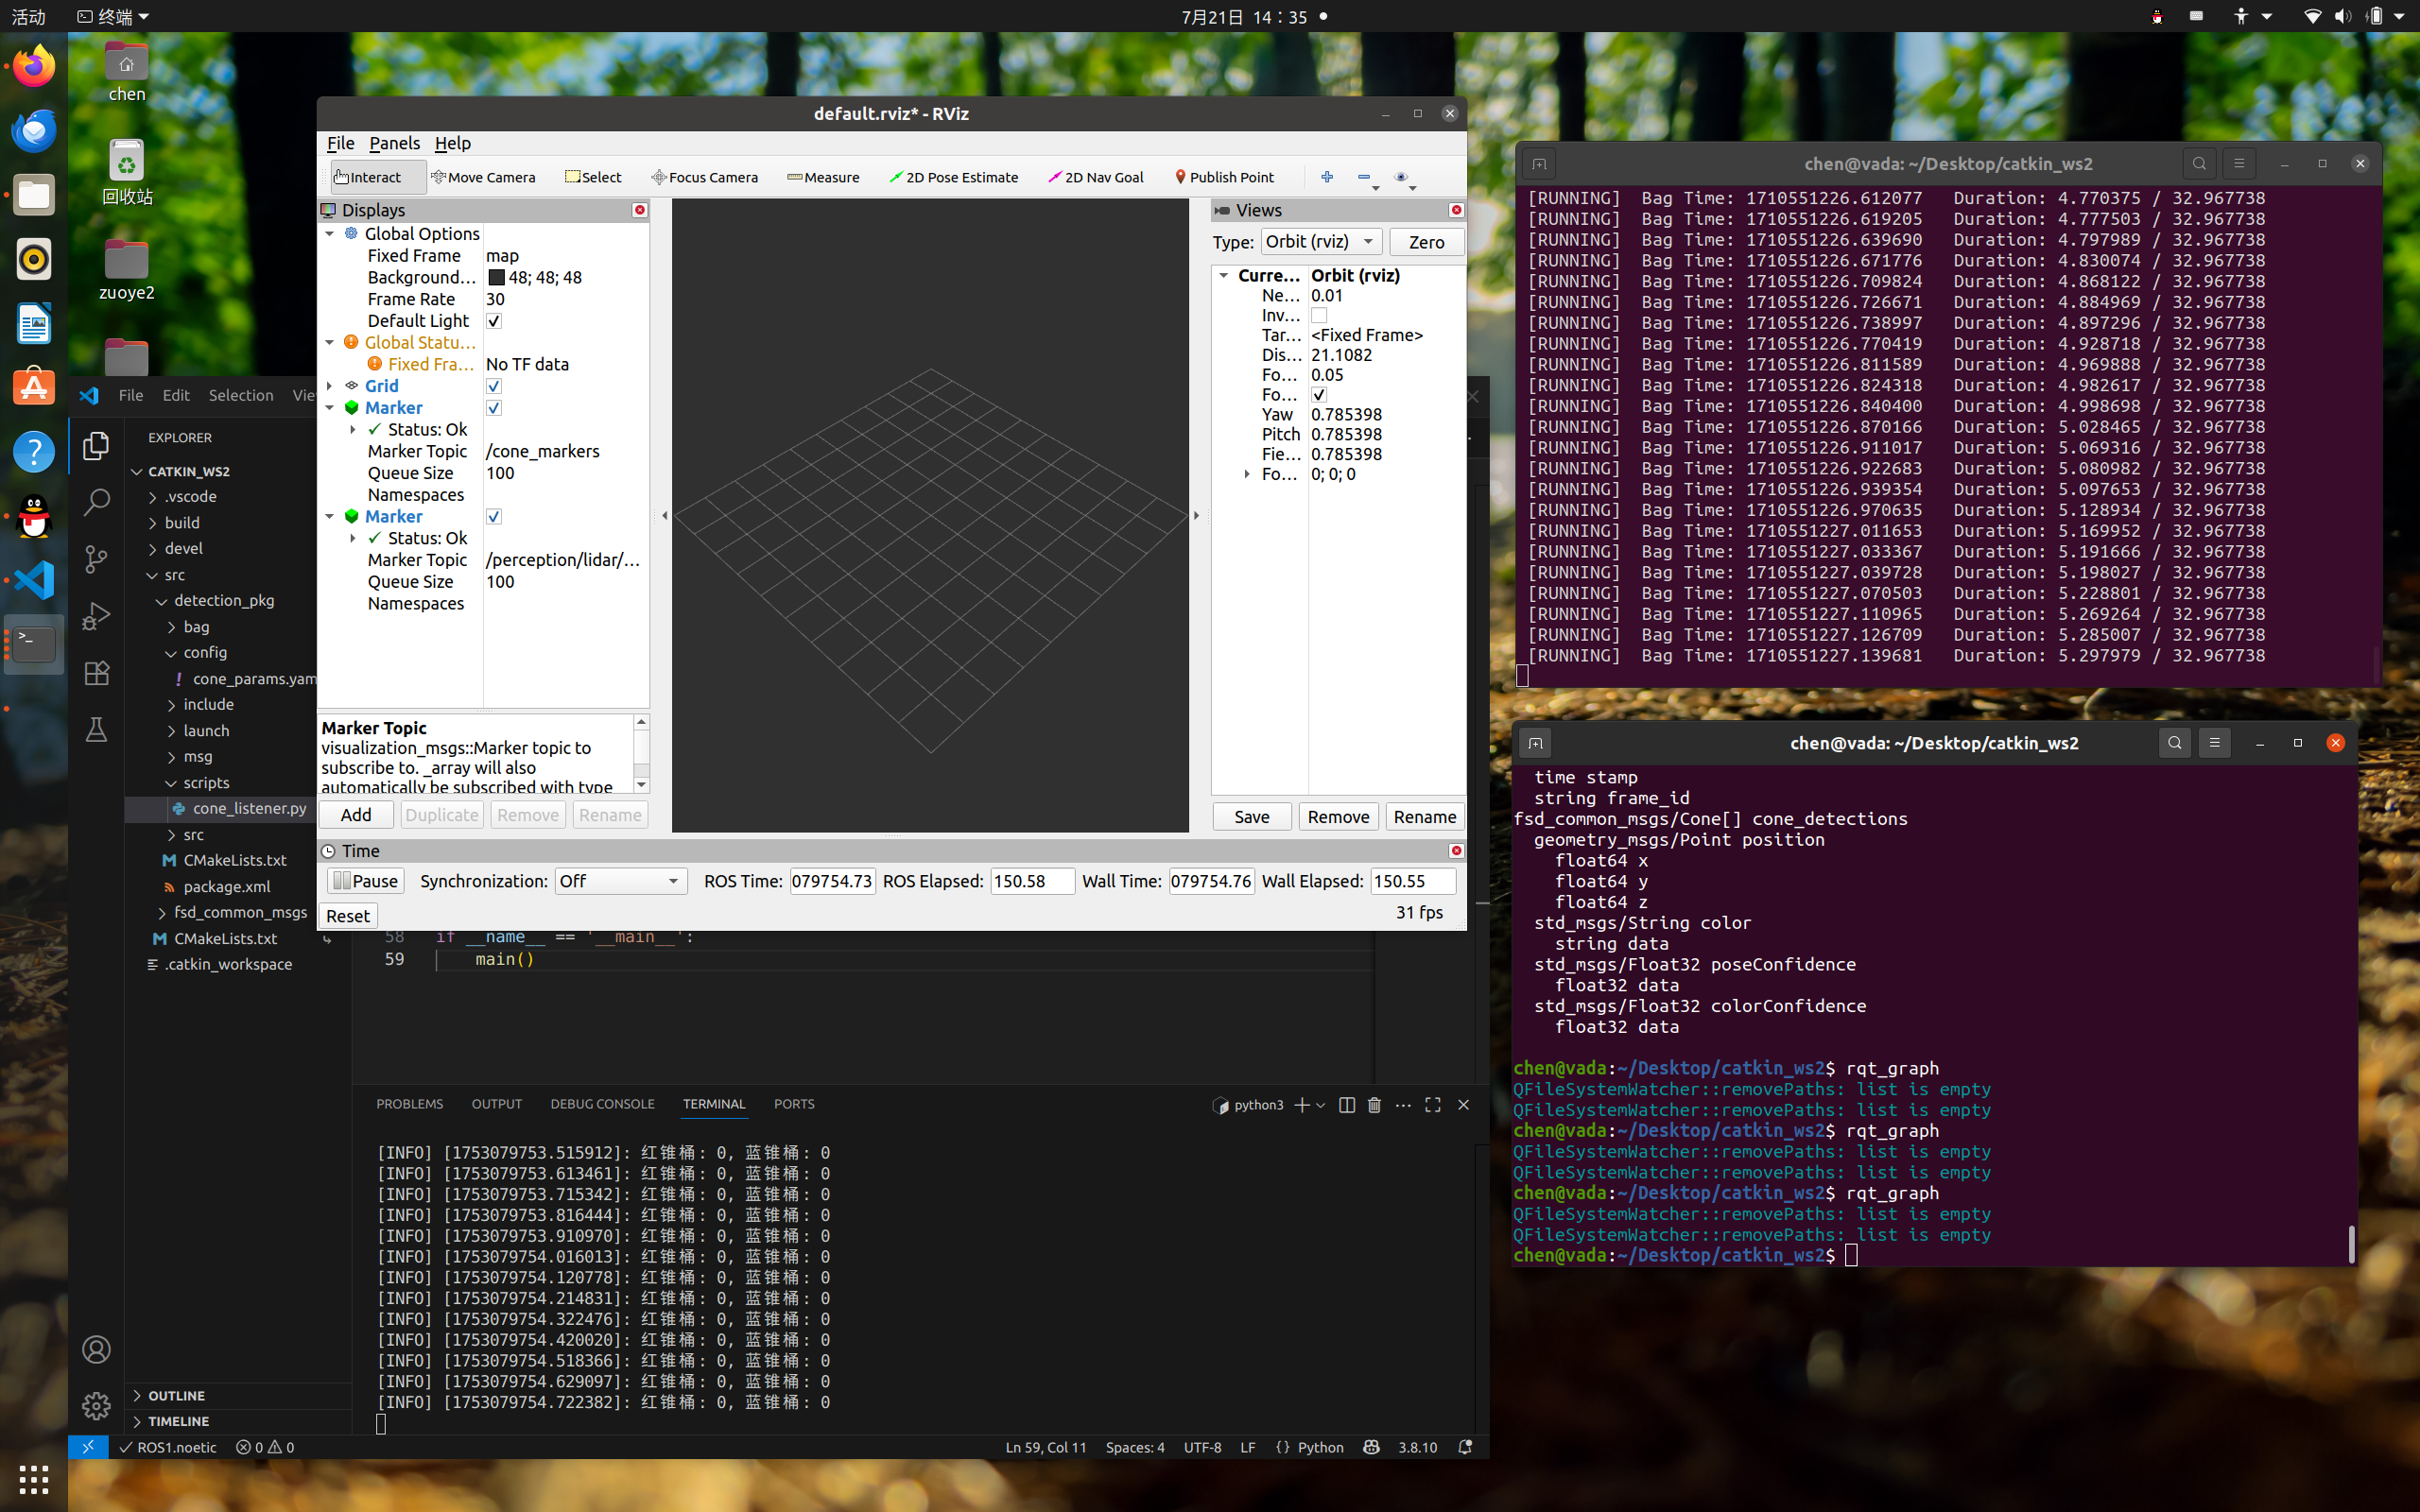 活动
终端
7月21日 14：35
chen
回收站
zuoye2
default.rviz* - RViz
File Panels Help
Interact Move Camera Select Focus Camera Measure 2D Pose Estimate 2D Nav Goal Publish Point
Displays
Global Options
Fixed Frame map
Background... 48; 48; 48
Frame Rate 30
Default Light
Global Statu...
Fixed Fra... No TF data
Grid
Marker
Status: Ok
Marker Topic /cone_markers
Queue Size 100
Namespaces
Marker
Status: Ok
Marker Topic /perception/lidar/...
Queue Size 100
Namespaces
Marker Topic
visualization_msgs::Marker topic to
subscribe to. _array will also
automatically be subscribed with type
Add Duplicate Remove Rename
Views
Type: Orbit (rviz) Zero
Curre... Orbit (rviz)
Ne... 0.01
Inv...
Tar... <Fixed Frame>
Dis... 21.1082
Fo... 0.05
Fo...
Yaw 0.785398
Pitch 0.785398
Fie... 0.785398
Fo... 0; 0; 0
Save Remove Rename
Time
Pause Synchronization: Off ROS Time: 079754.73 ROS Elapsed: 150.58 Wall Time: 079754.76 Wall Elapsed: 150.55
Reset 31 fps
File Edit Selection Vie
EXPLORER
CATKIN_WS2
.vscode
build
devel
src
detection_pkg
bag
config
cone_params.yam
include
launch
msg
scripts
cone_listener.py
src
CMakeLists.txt
package.xml
fsd_common_msgs
CMakeLists.txt
.catkin_workspace
OUTLINE
TIMELINE
58 if __name__ == '__main__':
59 main()
PROBLEMS OUTPUT DEBUG CONSOLE TERMINAL PORTS
python3
[INFO] [1753079753.515912]: 红锥桶: 0, 蓝锥桶: 0
[INFO] [1753079753.613461]: 红锥桶: 0, 蓝锥桶: 0
[INFO] [1753079753.715342]: 红锥桶: 0, 蓝锥桶: 0
[INFO] [1753079753.816444]: 红锥桶: 0, 蓝锥桶: 0
[INFO] [1753079753.910970]: 红锥桶: 0, 蓝锥桶: 0
[INFO] [1753079754.016013]: 红锥桶: 0, 蓝锥桶: 0
[INFO] [1753079754.120778]: 红锥桶: 0, 蓝锥桶: 0
[INFO] [1753079754.214831]: 红锥桶: 0, 蓝锥桶: 0
[INFO] [1753079754.322476]: 红锥桶: 0, 蓝锥桶: 0
[INFO] [1753079754.420020]: 红锥桶: 0, 蓝锥桶: 0
[INFO] [1753079754.518366]: 红锥桶: 0, 蓝锥桶: 0
[INFO] [1753079754.629097]: 红锥桶: 0, 蓝锥桶: 0
[INFO] [1753079754.722382]: 红锥桶: 0, 蓝锥桶: 0
ROS1.noetic 0 0 Ln 59, Col 11 Spaces: 4 UTF-8 LF {} Python 3.8.10
chen@vada: ~/Desktop/catkin_ws2
[RUNNING] Bag Time: 1710551226.612077 Duration: 4.770375 / 32.967738
[RUNNING] Bag Time: 1710551226.619205 Duration: 4.777503 / 32.967738
[RUNNING] Bag Time: 1710551226.639690 Duration: 4.797989 / 32.967738
[RUNNING] Bag Time: 1710551226.671776 Duration: 4.830074 / 32.967738
[RUNNING] Bag Time: 1710551226.709824 Duration: 4.868122 / 32.967738
[RUNNING] Bag Time: 1710551226.726671 Duration: 4.884969 / 32.967738
[RUNNING] Bag Time: 1710551226.738997 Duration: 4.897296 / 32.967738
[RUNNING] Bag Time: 1710551226.770419 Duration: 4.928718 / 32.967738
[RUNNING] Bag Time: 1710551226.811589 Duration: 4.969888 / 32.967738
[RUNNING] Bag Time: 1710551226.824318 Duration: 4.982617 / 32.967738
[RUNNING] Bag Time: 1710551226.840400 Duration: 4.998698 / 32.967738
[RUNNING] Bag Time: 1710551226.870166 Duration: 5.028465 / 32.967738
[RUNNING] Bag Time: 1710551226.911017 Duration: 5.069316 / 32.967738
[RUNNING] Bag Time: 1710551226.922683 Duration: 5.080982 / 32.967738
[RUNNING] Bag Time: 1710551226.939354 Duration: 5.097653 / 32.967738
[RUNNING] Bag Time: 1710551226.970635 Duration: 5.128934 / 32.967738
[RUNNING] Bag Time: 1710551227.011653 Duration: 5.169952 / 32.967738
[RUNNING] Bag Time: 1710551227.033367 Duration: 5.191666 / 32.967738
[RUNNING] Bag Time: 1710551227.039728 Duration: 5.198027 / 32.967738
[RUNNING] Bag Time: 1710551227.070503 Duration: 5.228801 / 32.967738
[RUNNING] Bag Time: 1710551227.110965 Duration: 5.269264 / 32.967738
[RUNNING] Bag Time: 1710551227.126709 Duration: 5.285007 / 32.967738
[RUNNING] Bag Time: 1710551227.139681 Duration: 5.297979 / 32.967738
chen@vada: ~/Desktop/catkin_ws2
time stamp
string frame_id
fsd_common_msgs/Cone[] cone_detections
geometry_msgs/Point position
float64 x
float64 y
float64 z
std_msgs/String color
string data
std_msgs/Float32 poseConfidence
float32 data
std_msgs/Float32 colorConfidence
float32 data
chen@vada:~/Desktop/catkin_ws2$ rqt_graph
QFileSystemWatcher::removePaths: list is empty
QFileSystemWatcher::removePaths: list is empty
chen@vada:~/Desktop/catkin_ws2$ rqt_graph
QFileSystemWatcher::removePaths: list is empty
QFileSystemWatcher::removePaths: list is empty
chen@vada:~/Desktop/catkin_ws2$ rqt_graph
QFileSystemWatcher::removePaths: list is empty
QFileSystemWatcher::removePaths: list is empty
chen@vada:~/Desktop/catkin_ws2$